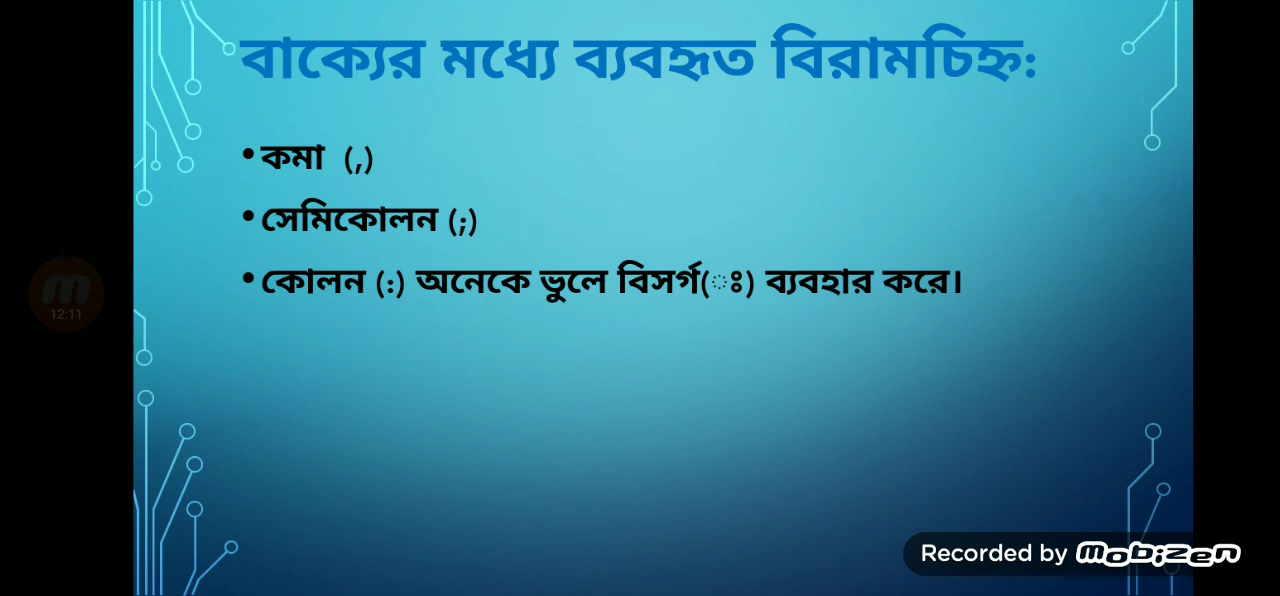 বাক্যের মধ্যে ব্যবহৃত বিরামচিহ্ন:
• কমা (,)
• সেমিকোলন (;)
• কোলন (:) অনেকে ভুলে বিসর্গ(ঃ) ব্যবহার করে।
12:11
Recorded by mobizen